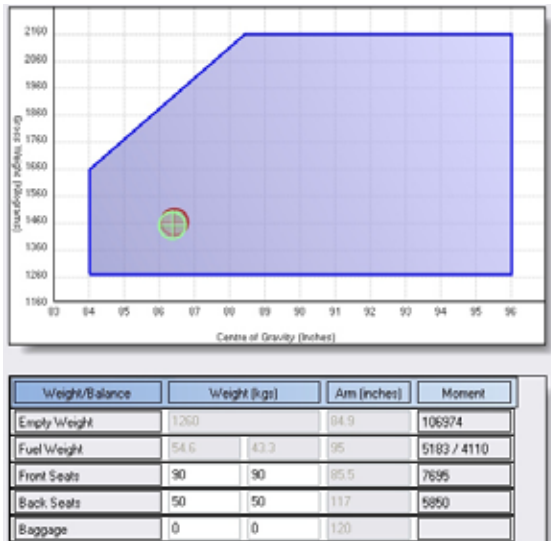 2160
2060
1960
1860
1760
1660
1560
1460
1360
1260
1160
Gross Weight (Kilograms)
83 84 85 86 87 88 89 90 91 92 93 94 95 96
Centre of Gravity (Inches)
Weight/Balance Weight (kgs) Arm (inches) Moment
Empty Weight 1260 84.9 106974
Fuel Weight 54.6 43.3 95 5183 / 4110
Front Seats 90 90 85.5 7695
Back Seats 50 50 117 5850
Baggage 0 0 120